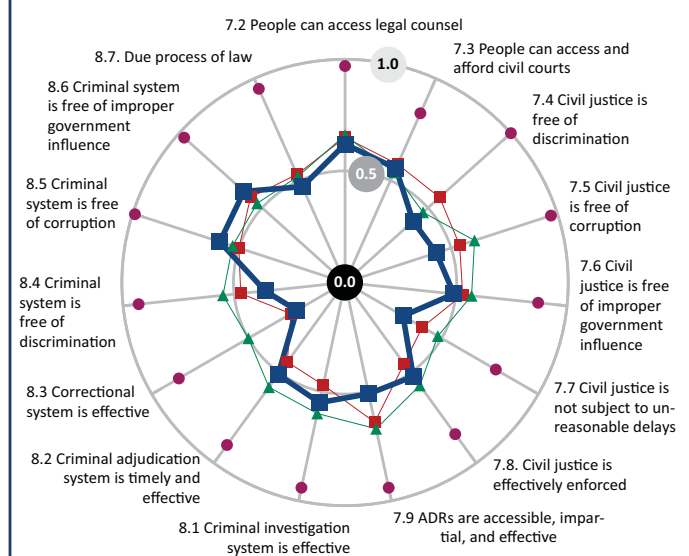 7.2 People can access legal counsel
1.0
7.3 People can access and
afford civil courts
7.4 Civil justice is
free of
discrimination
7.5 Civil justice
is free of
corruption
7.6 Civil
justice is free
of improper
government
influence
7.7 Civil justice is
not subject to un-
reasonable delays
7.8. Civil justice is
effectively enforced
7.9 ADRs are accessible, impar-
tial, and effective
8.1 Criminal investigation
system is effective
8.2 Criminal adjudication
system is timely and
effective
8.3 Correctional
system is effective
8.4 Criminal
system is
free of
discrimination
8.5 Criminal
system is free
of corruption
8.6 Criminal system
is free of improper
government
influence
8.7. Due process of law
0.5
0.0